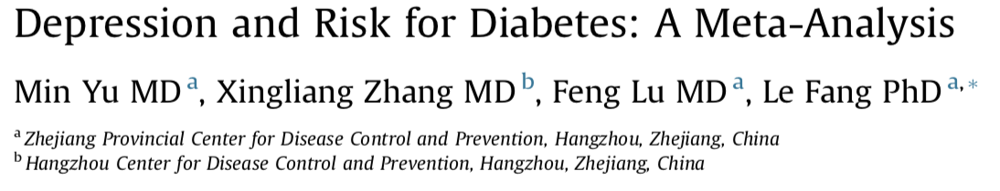 Depression and Risk for Diabetes: A Meta-Analysis
Min Yu MD a, Xingliang Zhang MD b, Feng Lu MD a, Le Fang PhD a,*
a Zhejiang Provincial Center for Disease Control and Prevention, Hangzhou, Zhejiang, China
b Hangzhou Center for Disease Control and Prevention, Hangzhou, Zhejiang, China